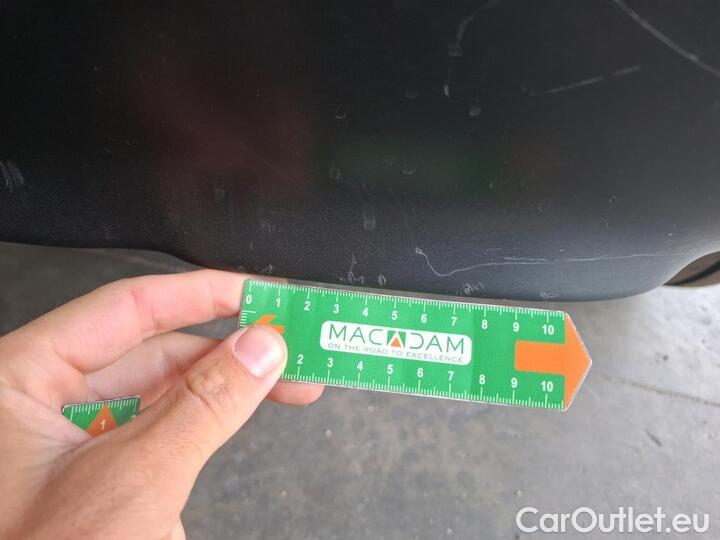 0 1 2 3 4 5 6 7 8 9 10
MACADAM
ON THE ROAD TO EXCELLENCE
2 3 4 5 6 7 8 9 10
1
CarOutlet.eu